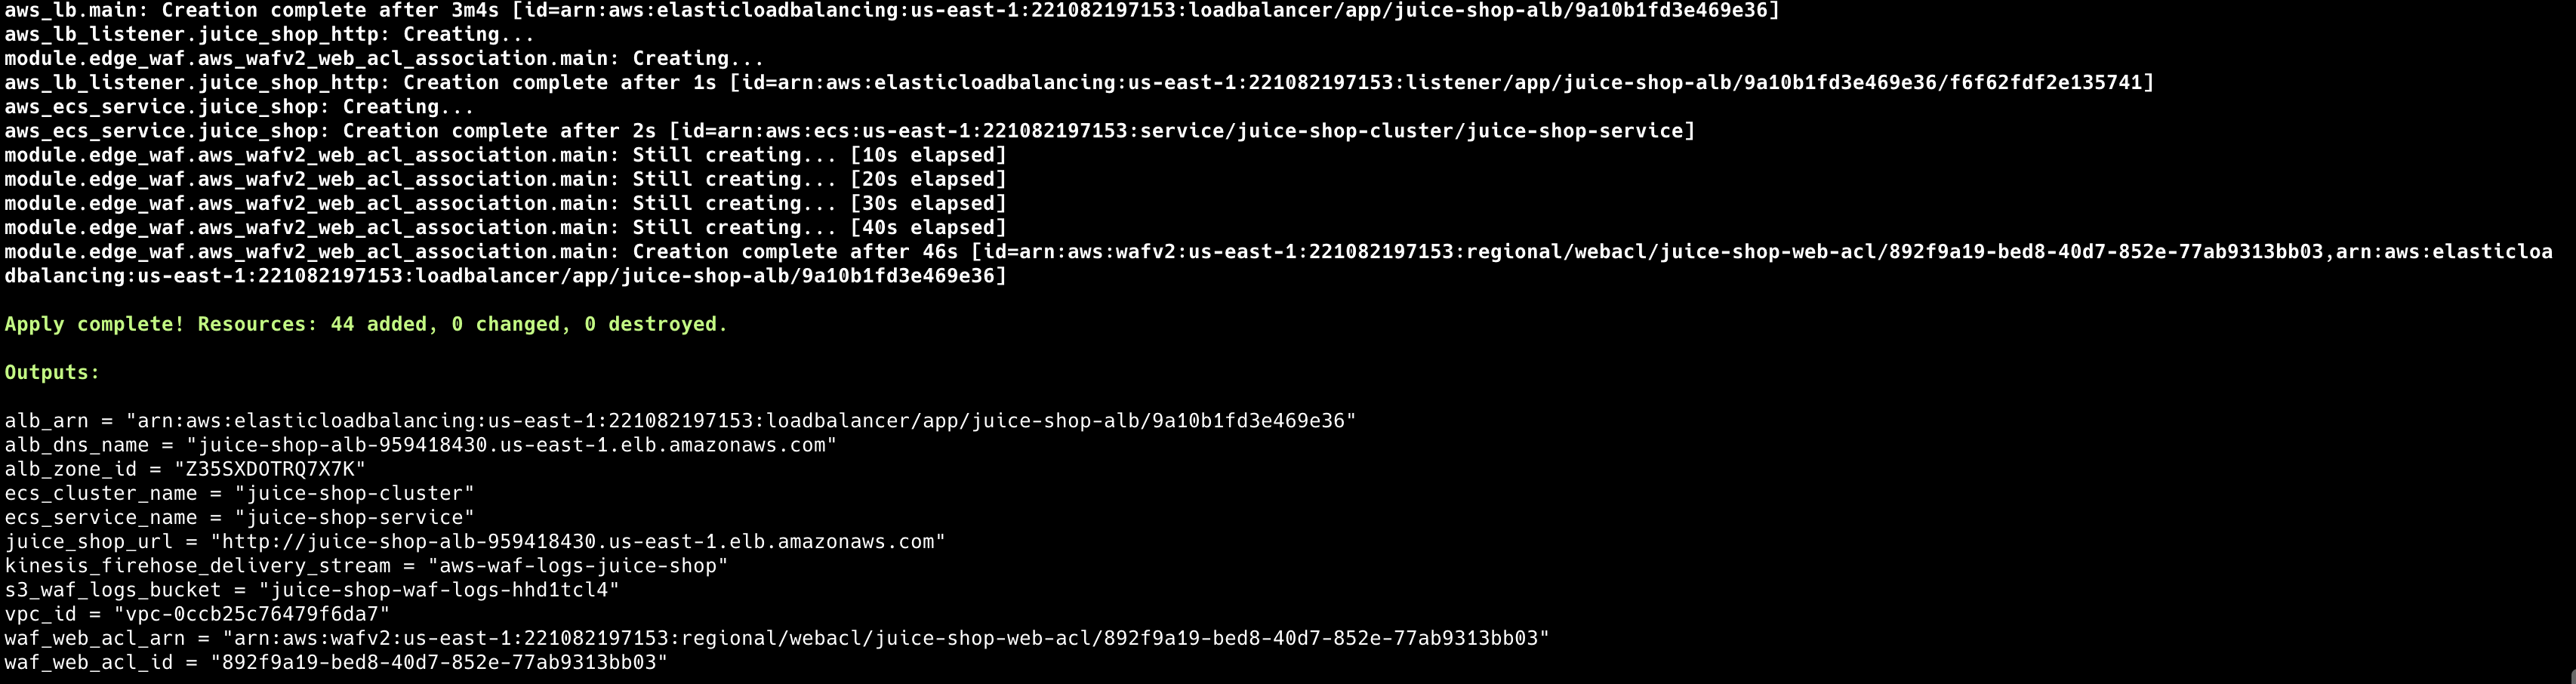 aws_lb.main: Creation complete after 3m4s [id=arn:aws:elasticloadbalancing:us-east-1:221082197153:loadbalancer/app/juice-shop-alb/9a10b1fd3e469e36]
aws_lb_listener.juice_shop_http: Creating...
module.edge_waf.aws_wafv2_web_acl_association.main: Creating...
aws_lb_listener.juice_shop_http: Creation complete after 1s [id=arn:aws:elasticloadbalancing:us-east-1:221082197153:listener/app/juice-shop-alb/9a10b1fd3e469e36/f6f62fdf2e135741]
aws_ecs_service.juice_shop: Creating...
aws_ecs_service.juice_shop: Creation complete after 2s [id=arn:aws:ecs:us-east-1:221082197153:service/juice-shop-cluster/juice-shop-service]
module.edge_waf.aws_wafv2_web_acl_association.main: Still creating... [10s elapsed]
module.edge_waf.aws_wafv2_web_acl_association.main: Still creating... [20s elapsed]
module.edge_waf.aws_wafv2_web_acl_association.main: Still creating... [30s elapsed]
module.edge_waf.aws_wafv2_web_acl_association.main: Still creating... [40s elapsed]
module.edge_waf.aws_wafv2_web_acl_association.main: Creation complete after 46s [id=arn:aws:wafv2:us-east-1:221082197153:regional/webacl/juice-shop-web-acl/892f9a19-bed8-40d7-852e-77ab9313bb03,arn:aws:elasticloa
dbalancing:us-east-1:221082197153:loadbalancer/app/juice-shop-alb/9a10b1fd3e469e36]
Apply complete! Resources: 44 added, 0 changed, 0 destroyed.
Outputs:
alb_arn = "arn:aws:elasticloadbalancing:us-east-1:221082197153:loadbalancer/app/juice-shop-alb/9a10b1fd3e469e36"
alb_dns_name = "juice-shop-alb-959418430.us-east-1.elb.amazonaws.com"
alb_zone_id = "Z35SXDOTRQ7X7K"
ecs_cluster_name = "juice-shop-cluster"
ecs_service_name = "juice-shop-service"
juice_shop_url = "http://juice-shop-alb-959418430.us-east-1.elb.amazonaws.com"
kinesis_firehose_delivery_stream = "aws-waf-logs-juice-shop"
s3_waf_logs_bucket = "juice-shop-waf-logs-hhd1tcl4"
vpc_id = "vpc-0ccb25c76479f6da7"
waf_web_acl_arn = "arn:aws:wafv2:us-east-1:221082197153:regional/webacl/juice-shop-web-acl/892f9a19-bed8-40d7-852e-77ab9313bb03"
waf_web_acl_id = "892f9a19-bed8-40d7-852e-77ab9313bb03"